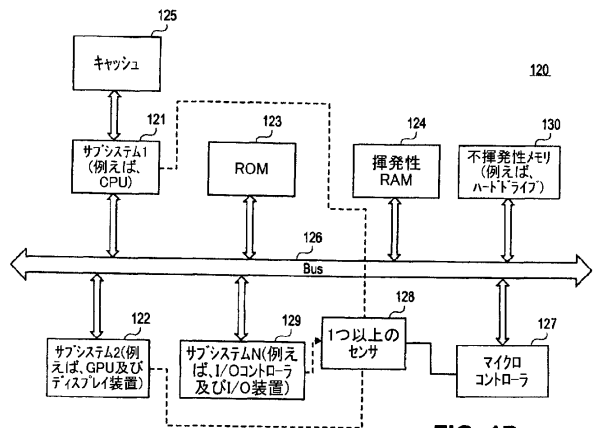 125
キャッシュ
120
121
123
124
130
サブシステム1
(例えば、
CPU)
ROM
揮発性
RAM
不揮発性メモリ
(例えば、
ハードドライブ)
126
Bus
122
129
128
127
サブシステム2(例
えば、GPU及び
ディスプレイ装置)
サブシステムN(例え
ば、I/Oコントローラ
及びI/O装置)
1つ以上の
センサ
マイクロ
コントローラ